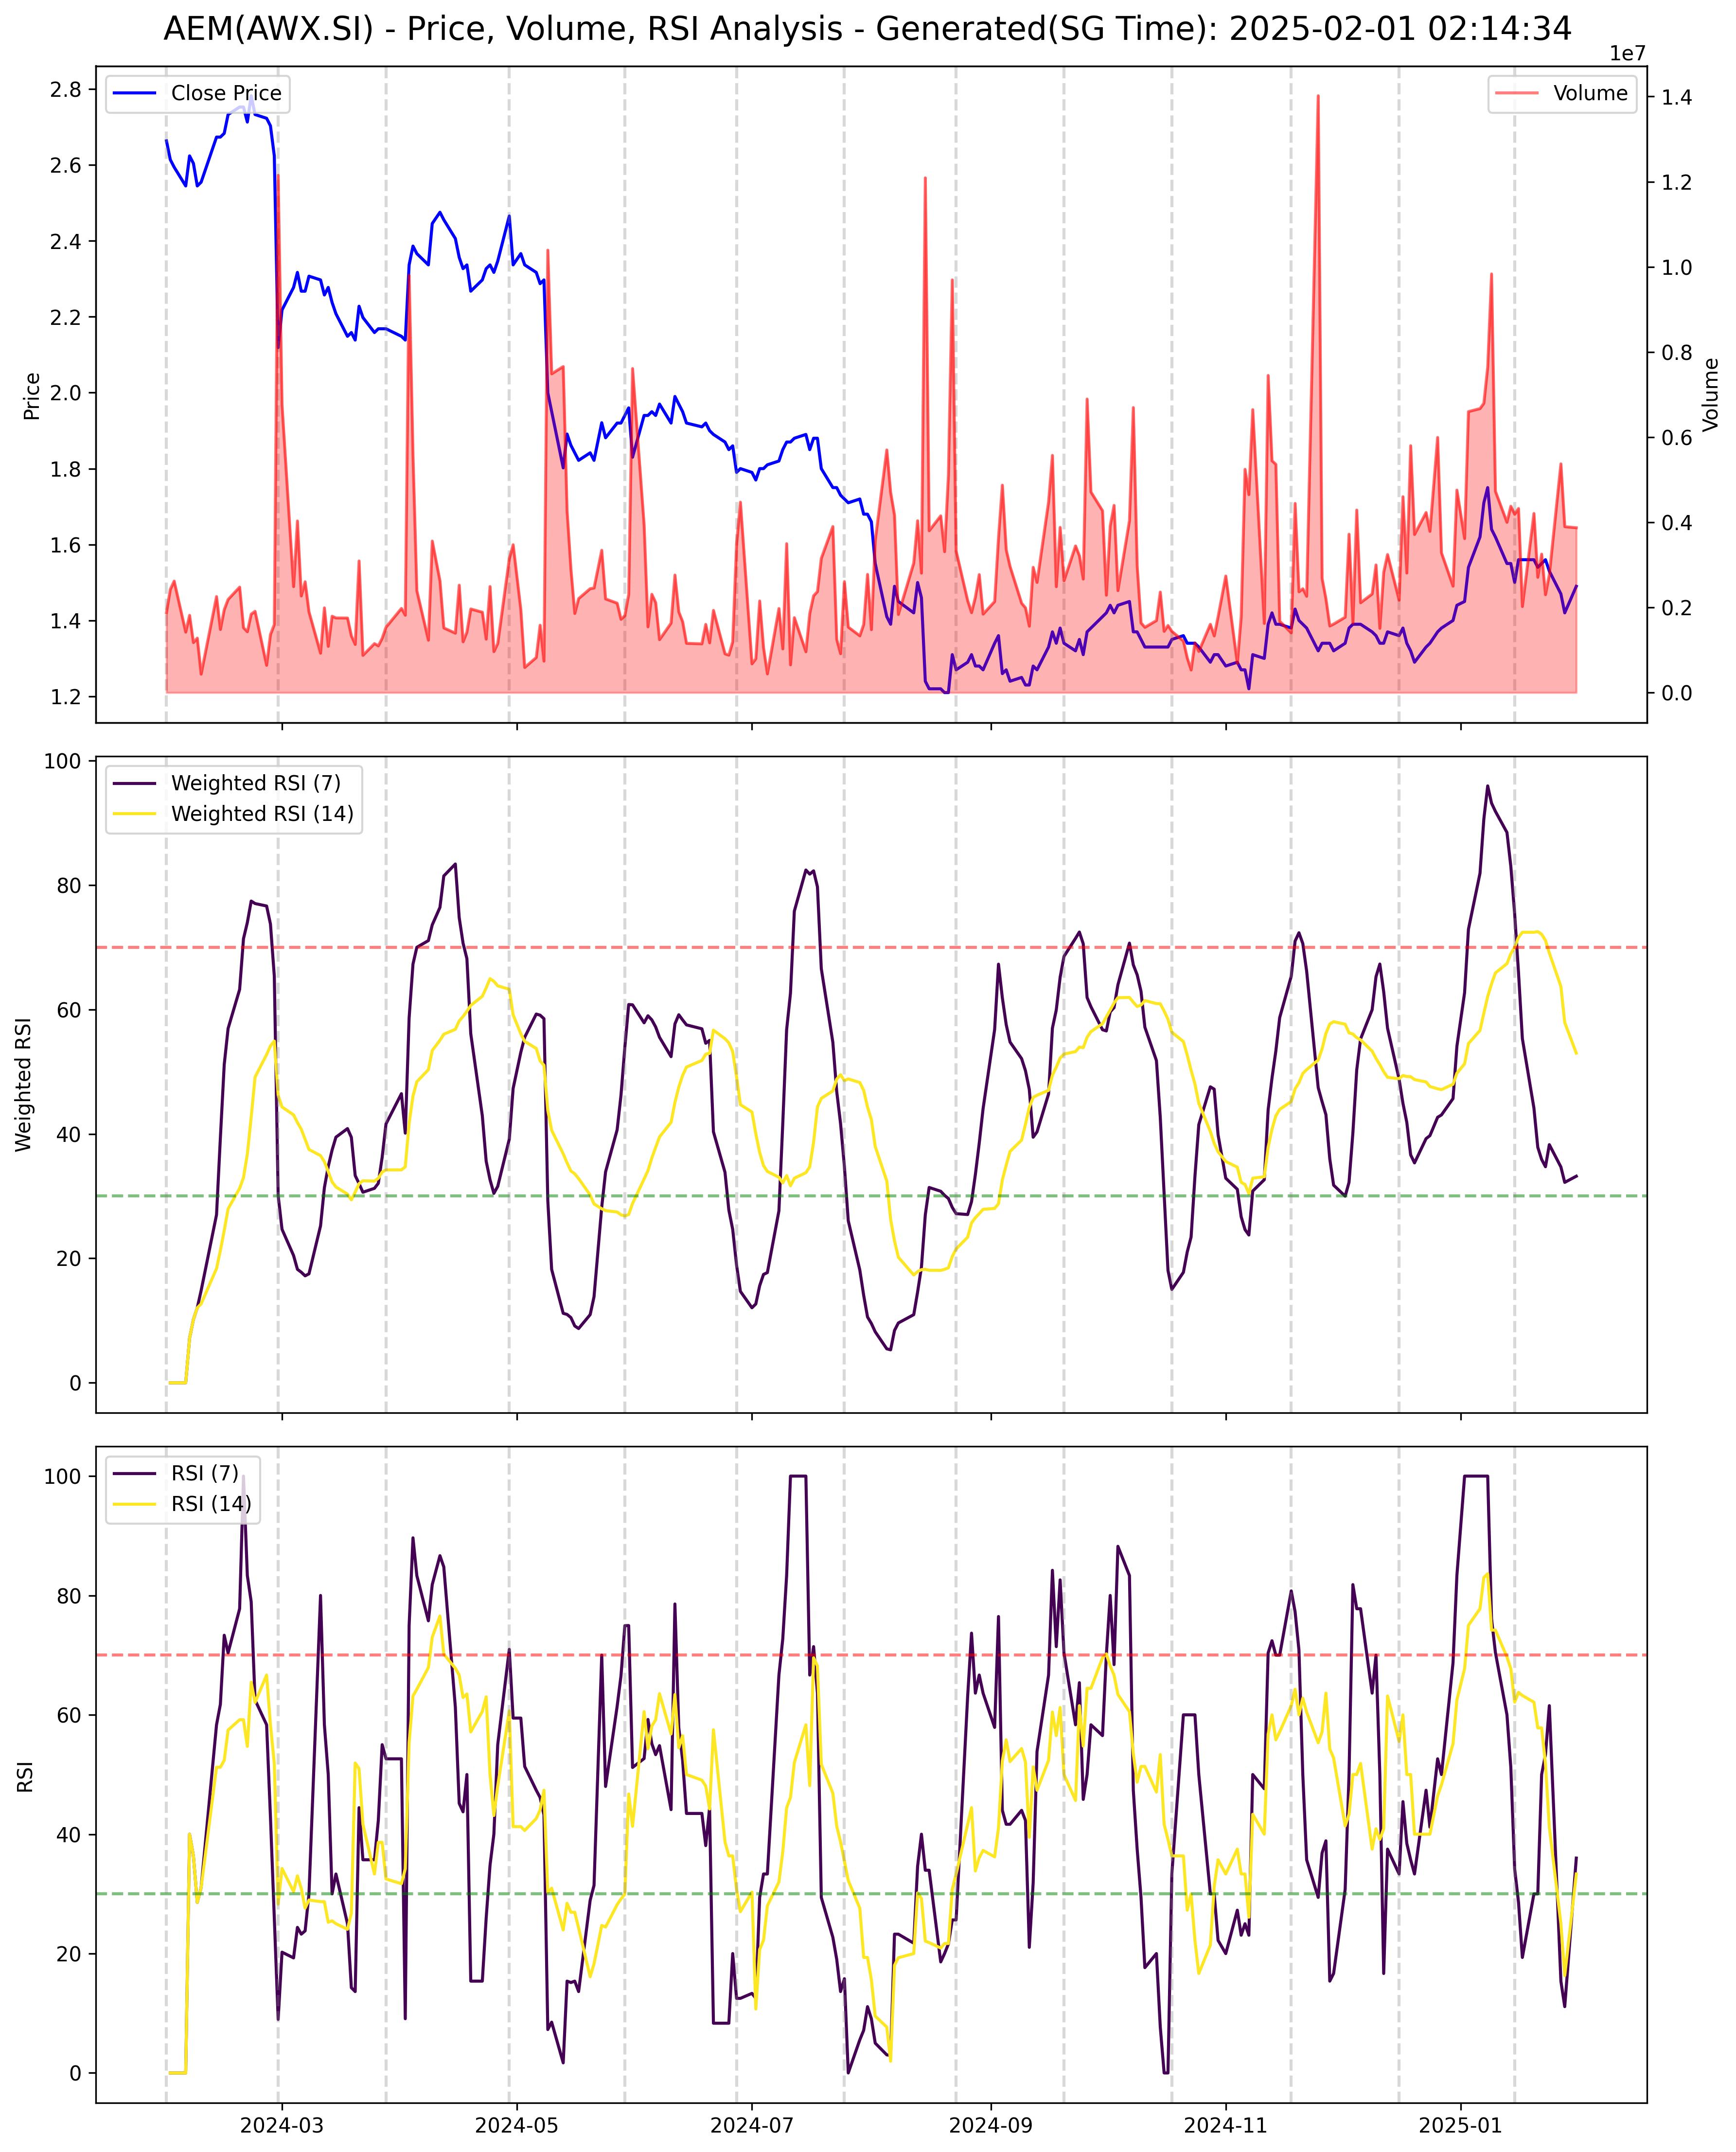 AEM(AWX.SI) - Price, Volume, RSI Analysis - Generated(SG Time): 2025-02-01 02:14:34
1e7
Close Price
Volume
2.8
2.6
2.4
2.2
2.0
1.8
1.6
1.4
1.2
Price
1.4
1.2
1.0
0.8
0.6
0.4
0.2
0.0
Volume
Weighted RSI (7)
Weighted RSI (14)
100
80
60
40
20
0
Weighted RSI
RSI (7)
RSI (14)
100
80
60
40
20
0
RSI
2024-03
2024-05
2024-07
2024-09
2024-11
2025-01